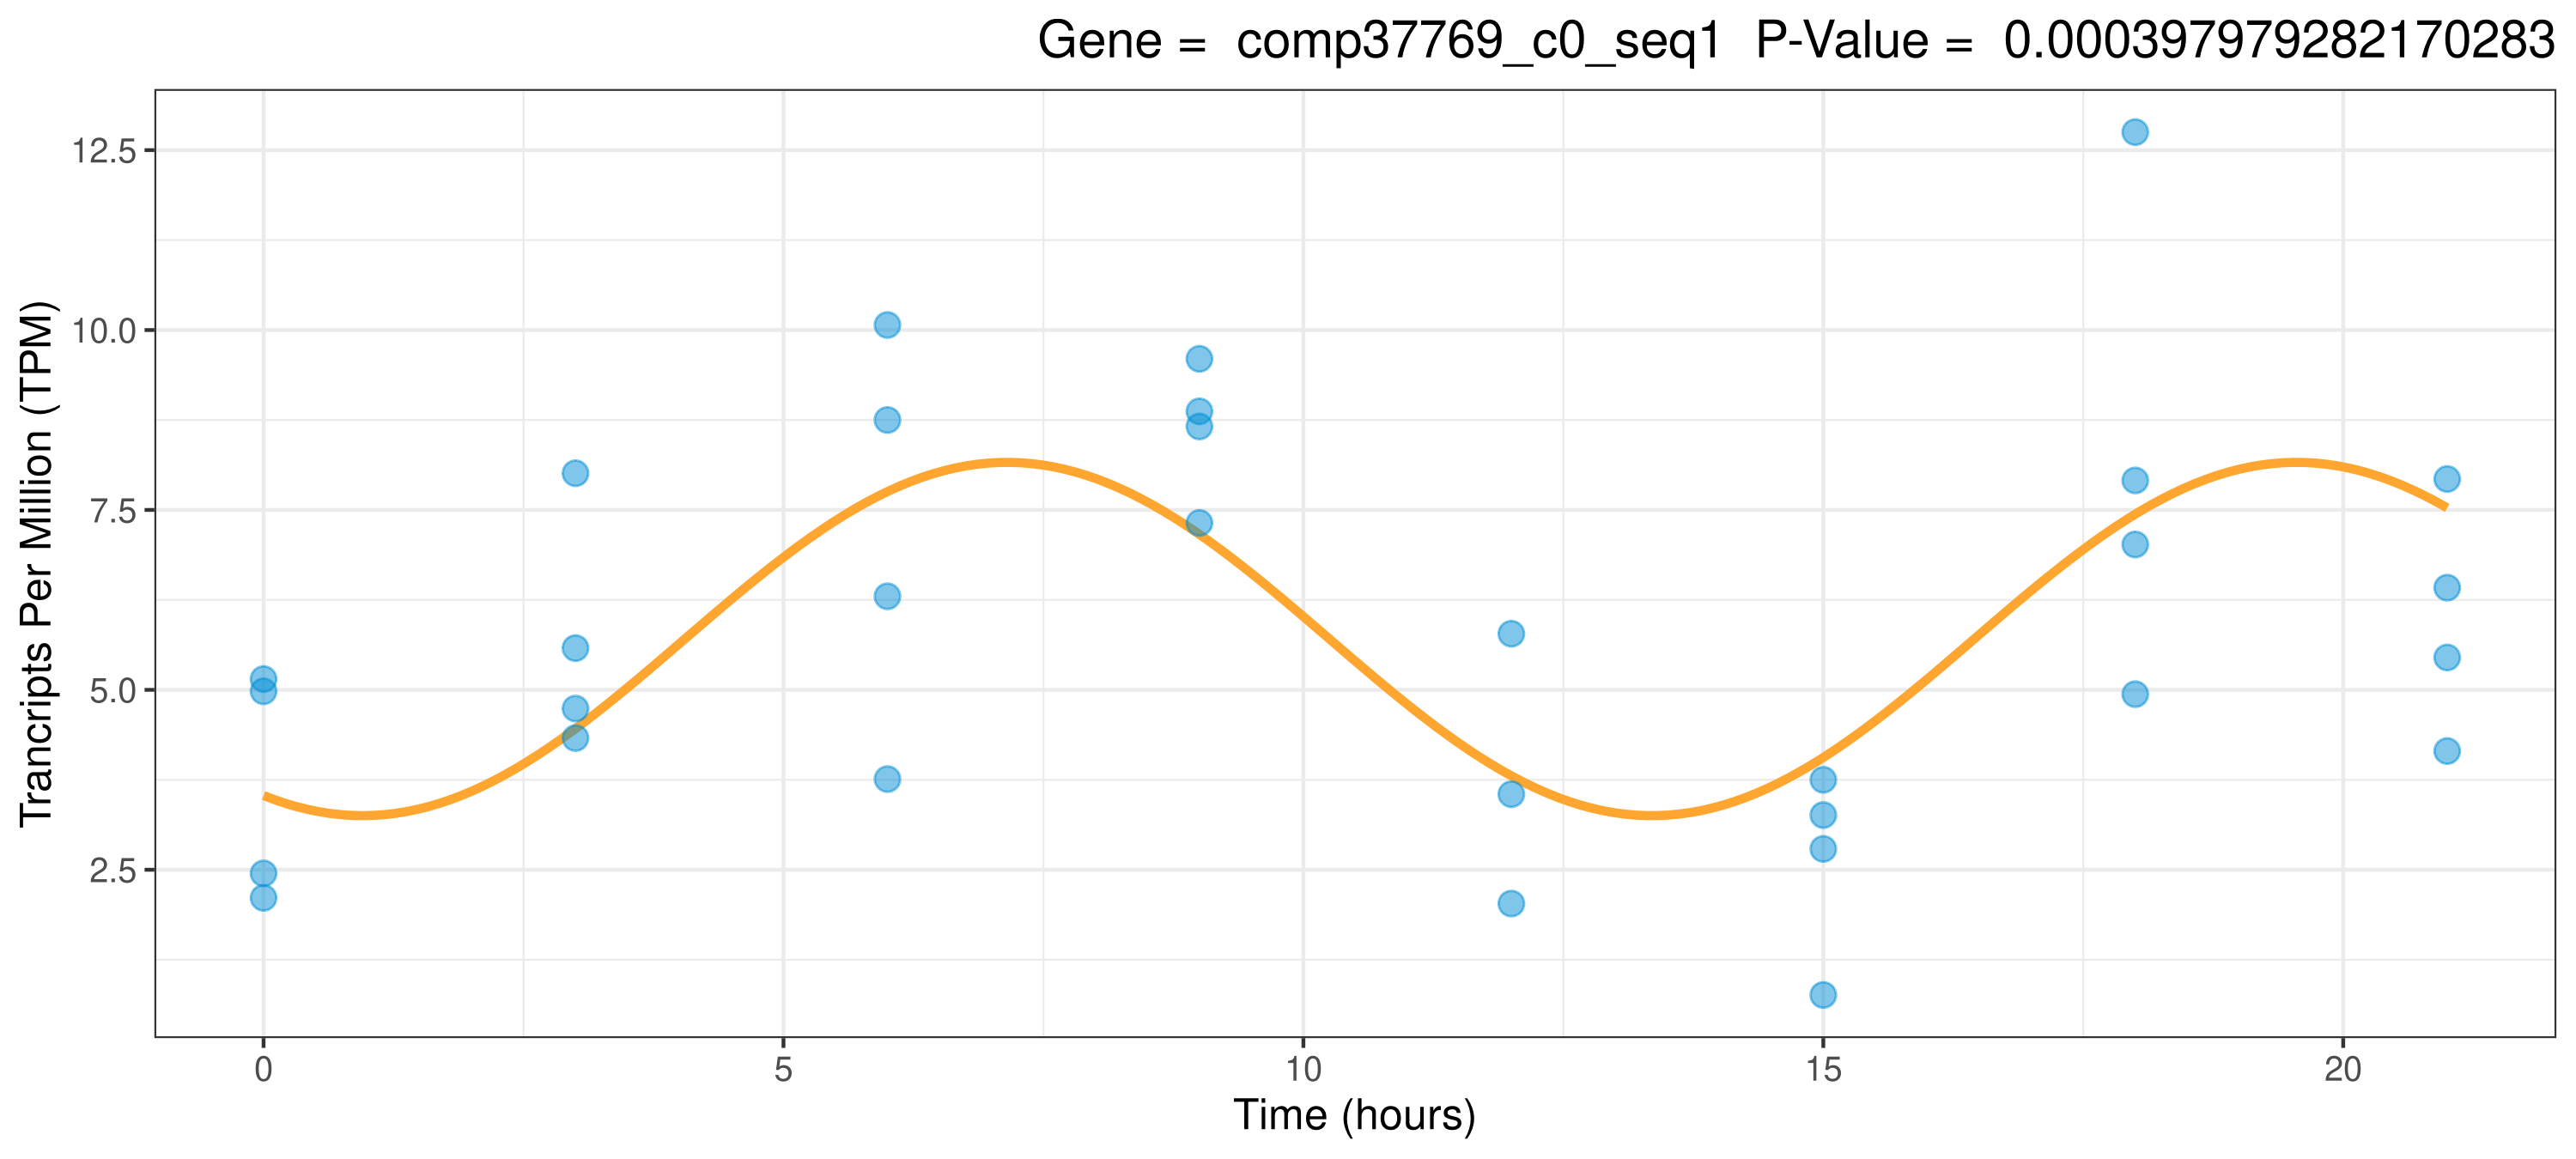 Gene =  comp37769_c0_seq1  P-Value =  0.000397979282170283
Trancripts Per Million (TPM)
12.5
10.0
7.5
5.0
2.5
0 5 10 15 20
Time (hours)